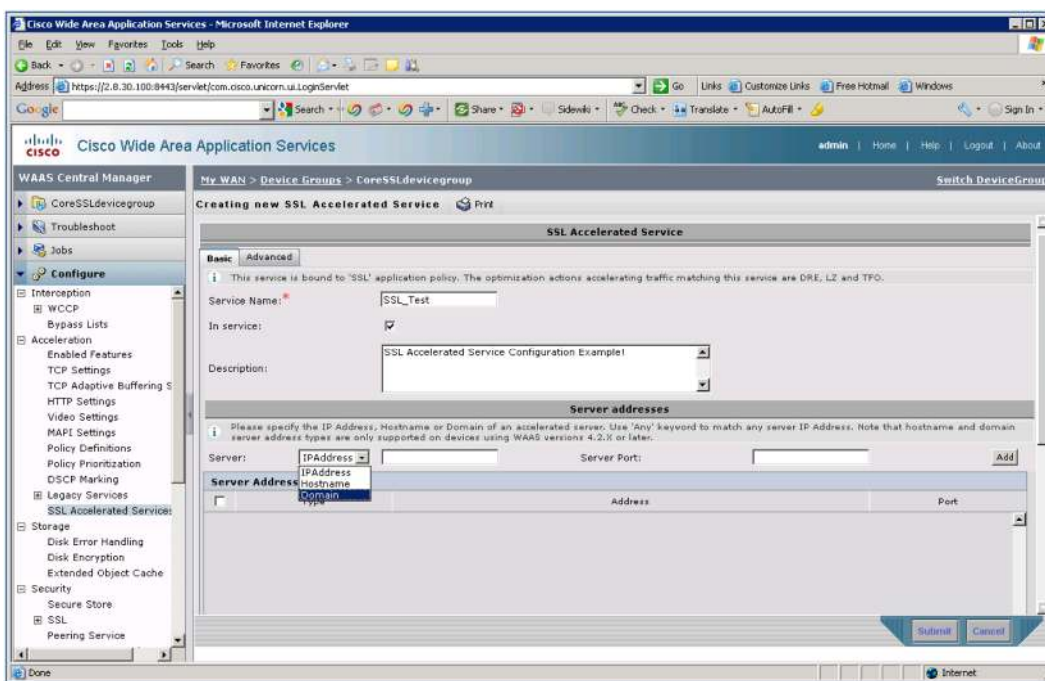 Cisco Wide Area Application Services - Microsoft Internet Explorer
File Edit View Favorites Tools Help
Back Search Favorites
Address https://2.8.30.100:8443/servlet/com.cisco.unicorn.ui.LoginServlet Go Links Customize Links Free Hotmail Windows
Google Search Share Sidewiki Check Translate AutoFill Sign In
cisco Cisco Wide Area Application Services admin | Home | Help | Logout | About
WAAS Central Manager
My WAN > Device Groups > CoreSSLdevicegroup Switch DeviceGroup
CoreSSLdevicegroup
Troubleshoot
Jobs
Configure
Interception
WCCP
Bypass Lists
Acceleration
Enabled Features
TCP Settings
TCP Adaptive Buffering S
HTTP Settings
Video Settings
MAPI Settings
Policy Definitions
Policy Prioritization
DSCP Marking
Legacy Services
SSL Accelerated Services
Storage
Disk Error Handling
Disk Encryption
Extended Object Cache
Security
Secure Store
SSL
Peering Service
Creating new SSL Accelerated Service Print
SSL Accelerated Service
Basic Advanced
i This service is bound to 'SSL' application policy. The optimization actions accelerating traffic matching this service are DRE, LZ and TFO.
Service Name:* SSL_Test
In service:
Description: SSL Accelerated Service Configuration Example!
Server addresses
i Please specify the IP Address, Hostname or Domain of an accelerated server. Use 'Any' keyword to match any server IP Address. Note that hostname and domain
server address types are only supported on devices using WAAS versions 4.2.X or later.
Server: IPAddress Server Port: Add
IPAddress
Hostname
Domain
Server Address
Type Address Port
Submit Cancel
Done Internet